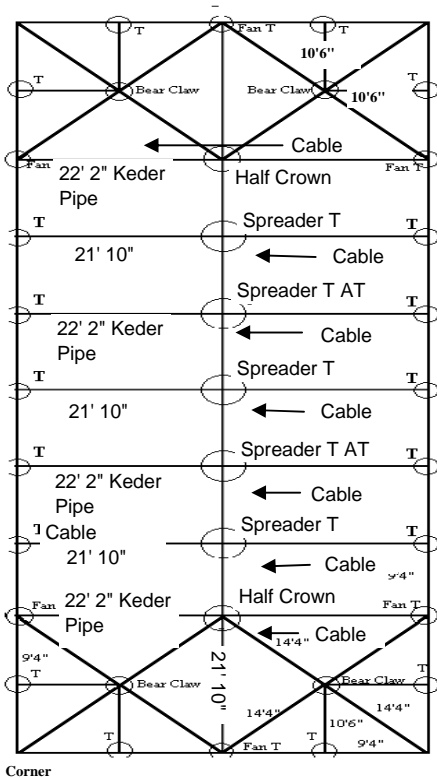 Fan T
T
10'6"
T
Bear Claw
Bear Claw
T
10'6"
Cable
Fan
22' 2" Keder
Pipe
Half Crown
Fan T
T
Spreader T
T
21' 10"
Cable
T
Spreader T AT
T
22' 2" Keder
Pipe
Cable
T
Spreader T
T
21' 10"
Cable
T
Spreader T AT
T
22' 2" Keder
Pipe
Cable
Cable
Spreader T
T
21' 10"
Cable
9'4"
Fan
22' 2" Keder
Pipe
Half Crown
Fan T
Cable
14'4"
9'4"
21' 10"
T
Bear Claw
Bear Claw
T
14'4"
14'4"
10'6"
T
Fan T
T
9'4"
Corner